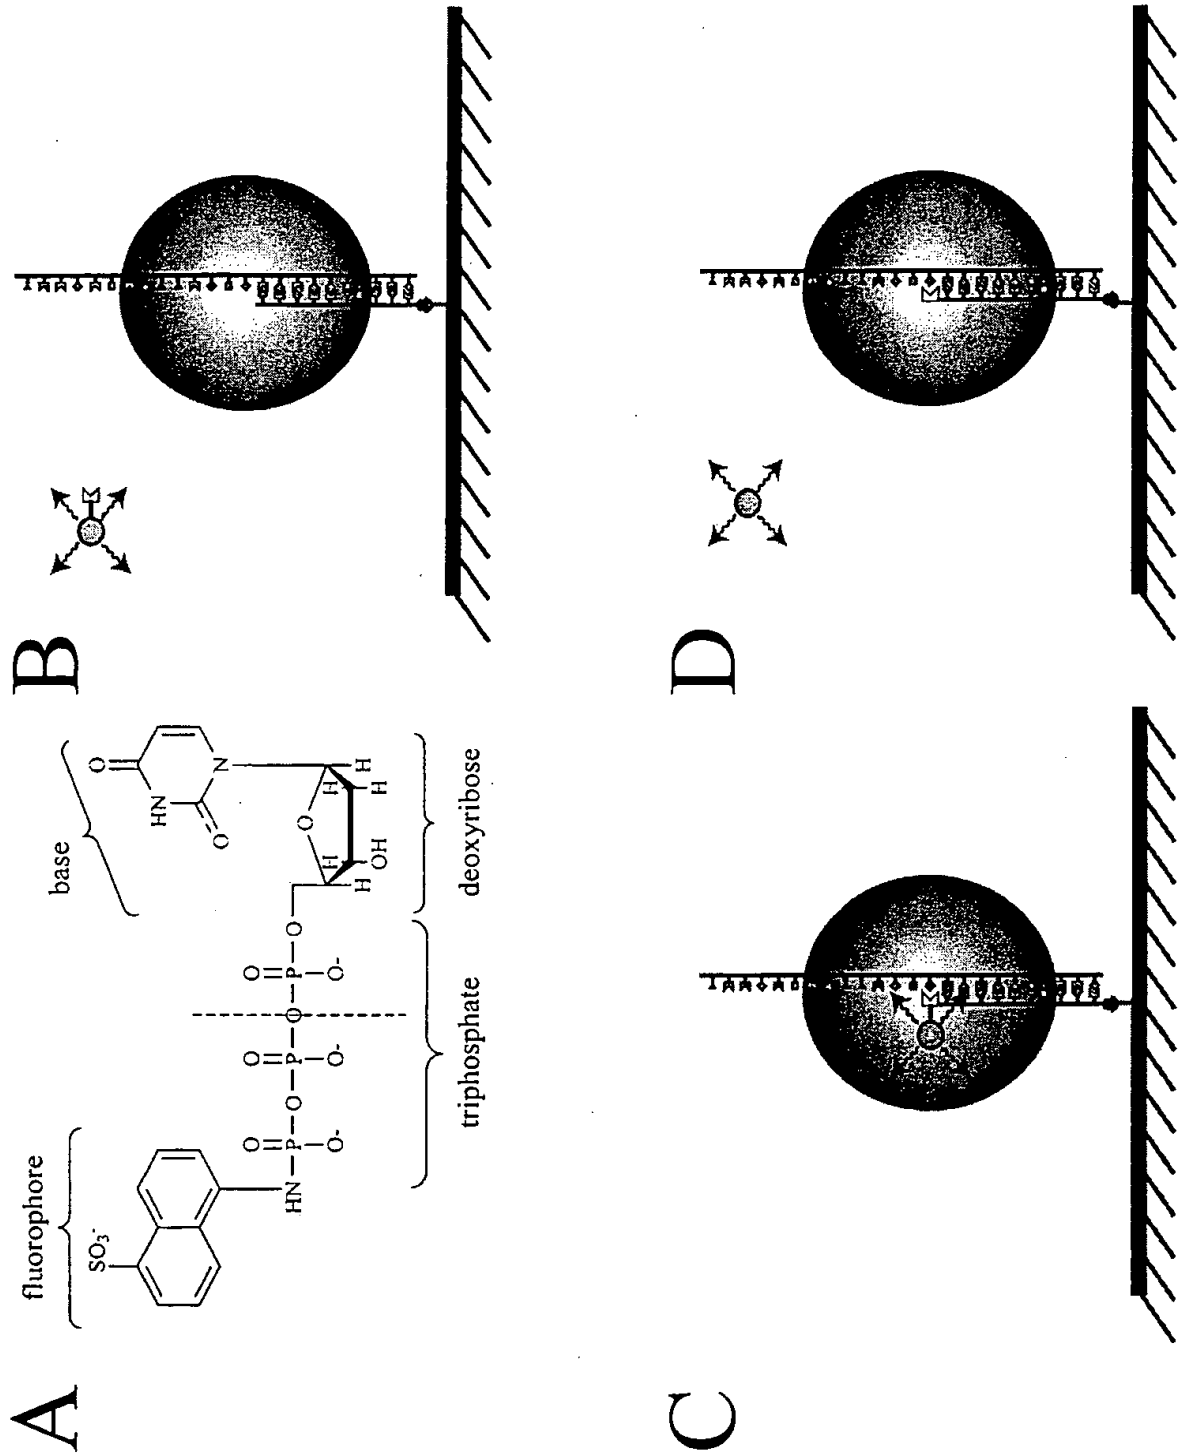 A
fluorophore
base
SO₃⁻
HN
O
P
O
O-
O
O
P
O
O-
O
O
P
O
O-
O
O
HN
N
O
O
H
H
OH
H
H
H
triphosphate
deoxyribose
B
C
D